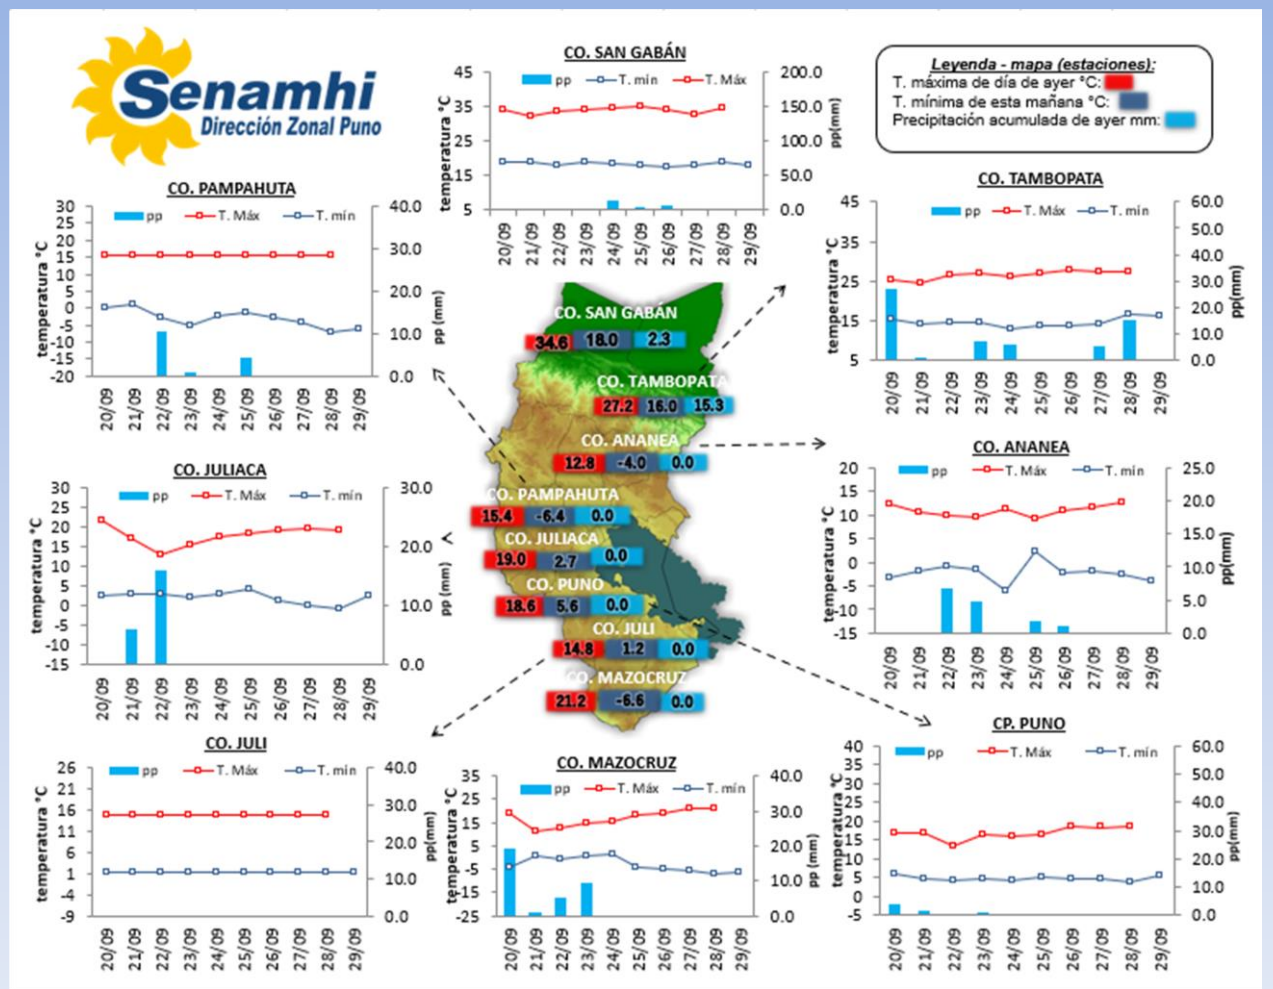 Senamhi
Dirección Zonal Puno
CO. SAN GABÁN
pp T. mín T. Máx
temperatura °C
45
35
25
15
5
200.0
150.0
100.0
50.0
0.0
pp(mm)
20/09 21/09 22/09 23/09 24/09 25/09 26/09 27/09 28/09 29/09
Leyenda - mapa (estaciones):
T. máxima de día de ayer °C:
T. mínima de esta mañana °C:
Precipitación acumulada de ayer mm:
CO. PAMPAHUTA
pp T. Máx T. mín
temperatura °C
30
25
20
15
10
5
0
-5
-10
-15
-20
40.0
30.0
20.0
10.0
0.0
pp (mm)
20/09 21/09 22/09 23/09 24/09 25/09 26/09 27/09 28/09 29/09
CO. TAMBOPATA
pp T. Máx T. mín
temperatura °C
45
35
25
15
5
60.0
50.0
40.0
30.0
20.0
10.0
0.0
pp(mm)
20/09 21/09 22/09 23/09 24/09 25/09 26/09 27/09 28/09 29/09
CO. SAN GABÁN
34.6 18.0 2.3
CO. TAMBOPATA
27.2 16.0 15.3
CO. ANANEA
12.8 -4.0 0.0
CO. PAMPAHUTA
15.4 -6.4 0.0
CO. JULIACA
19.0 2.7 0.0
CO. PUNO
18.6 5.6 0.0
CO. JULI
14.8 1.2 0.0
CO. MAZOCRUZ
21.2 -6.6 0.0
CO. JULIACA
pp T. Máx T. mín
temperatura °C
30
25
20
15
10
5
0
-5
-10
-15
30.0
20.0
10.0
0.0
pp (mm)
20/09 21/09 22/09 23/09 24/09 25/09 26/09 27/09 28/09 29/09
CO. ANANEA
pp T. Máx T. mín
temperatura °C
20
15
10
5
0
-5
-10
-15
25.0
20.0
15.0
10.0
5.0
0.0
pp(mm)
20/09 21/09 22/09 23/09 24/09 25/09 26/09 27/09 28/09 29/09
CO. JULI
pp T. Máx T. mín
temperatura °C
26
21
16
11
6
1
-4
-9
40.0
30.0
20.0
10.0
0.0
pp(mm)
20/09 21/09 22/09 23/09 24/09 25/09 26/09 27/09 28/09 29/09
CO. MAZOCRUZ
pp T. Máx T. mín
temperatura °C
35
25
15
5
-5
-15
-25
40.0
30.0
20.0
10.0
0.0
pp (mm)
20/09 21/09 22/09 23/09 24/09 25/09 26/09 27/09 28/09 29/09
CP. PUNO
pp T. Máx T. mín
temperatura °C
40
35
30
25
20
15
10
5
0
-5
60.0
50.0
40.0
30.0
20.0
10.0
0.0
pp(mm)
20/09 21/09 22/09 23/09 24/09 25/09 26/09 27/09 28/09 29/09